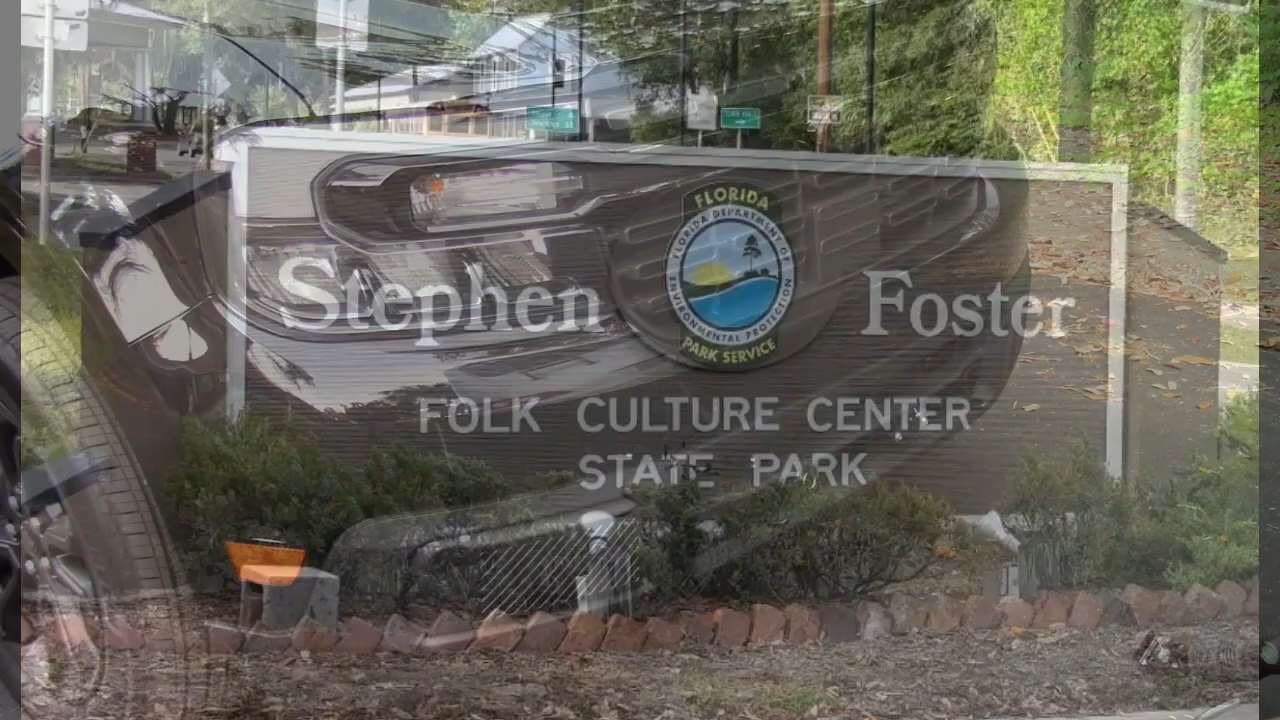 FLORIDA
FLORIDA DEPARTMENT OF
ENVIRONMENTAL PROTECTION
PARK SERVICE
Stephen Foster
FOLK CULTURE CENTER
STATE PARK